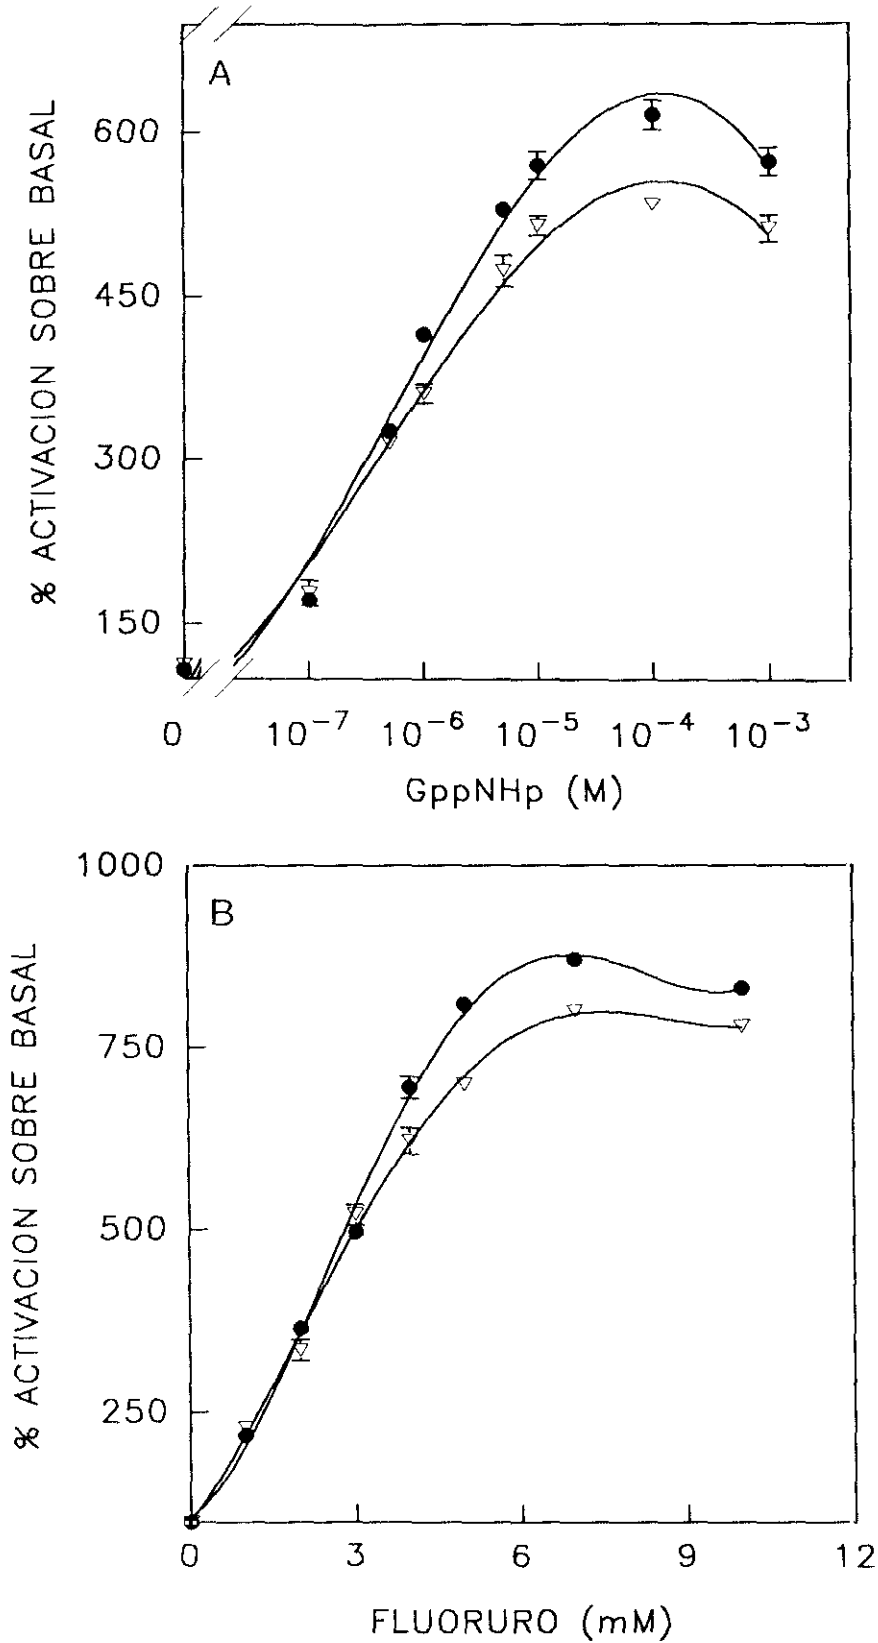 A
% ACTIVACION SOBRE BASAL
600
450
300
150
0 10⁻⁷ 10⁻⁶ 10⁻⁵ 10⁻⁴ 10⁻³
GppNHp (M)
B
% ACTIVACION SOBRE BASAL
1000
750
500
250
0 3 6 9 12
FLUORURO (mM)